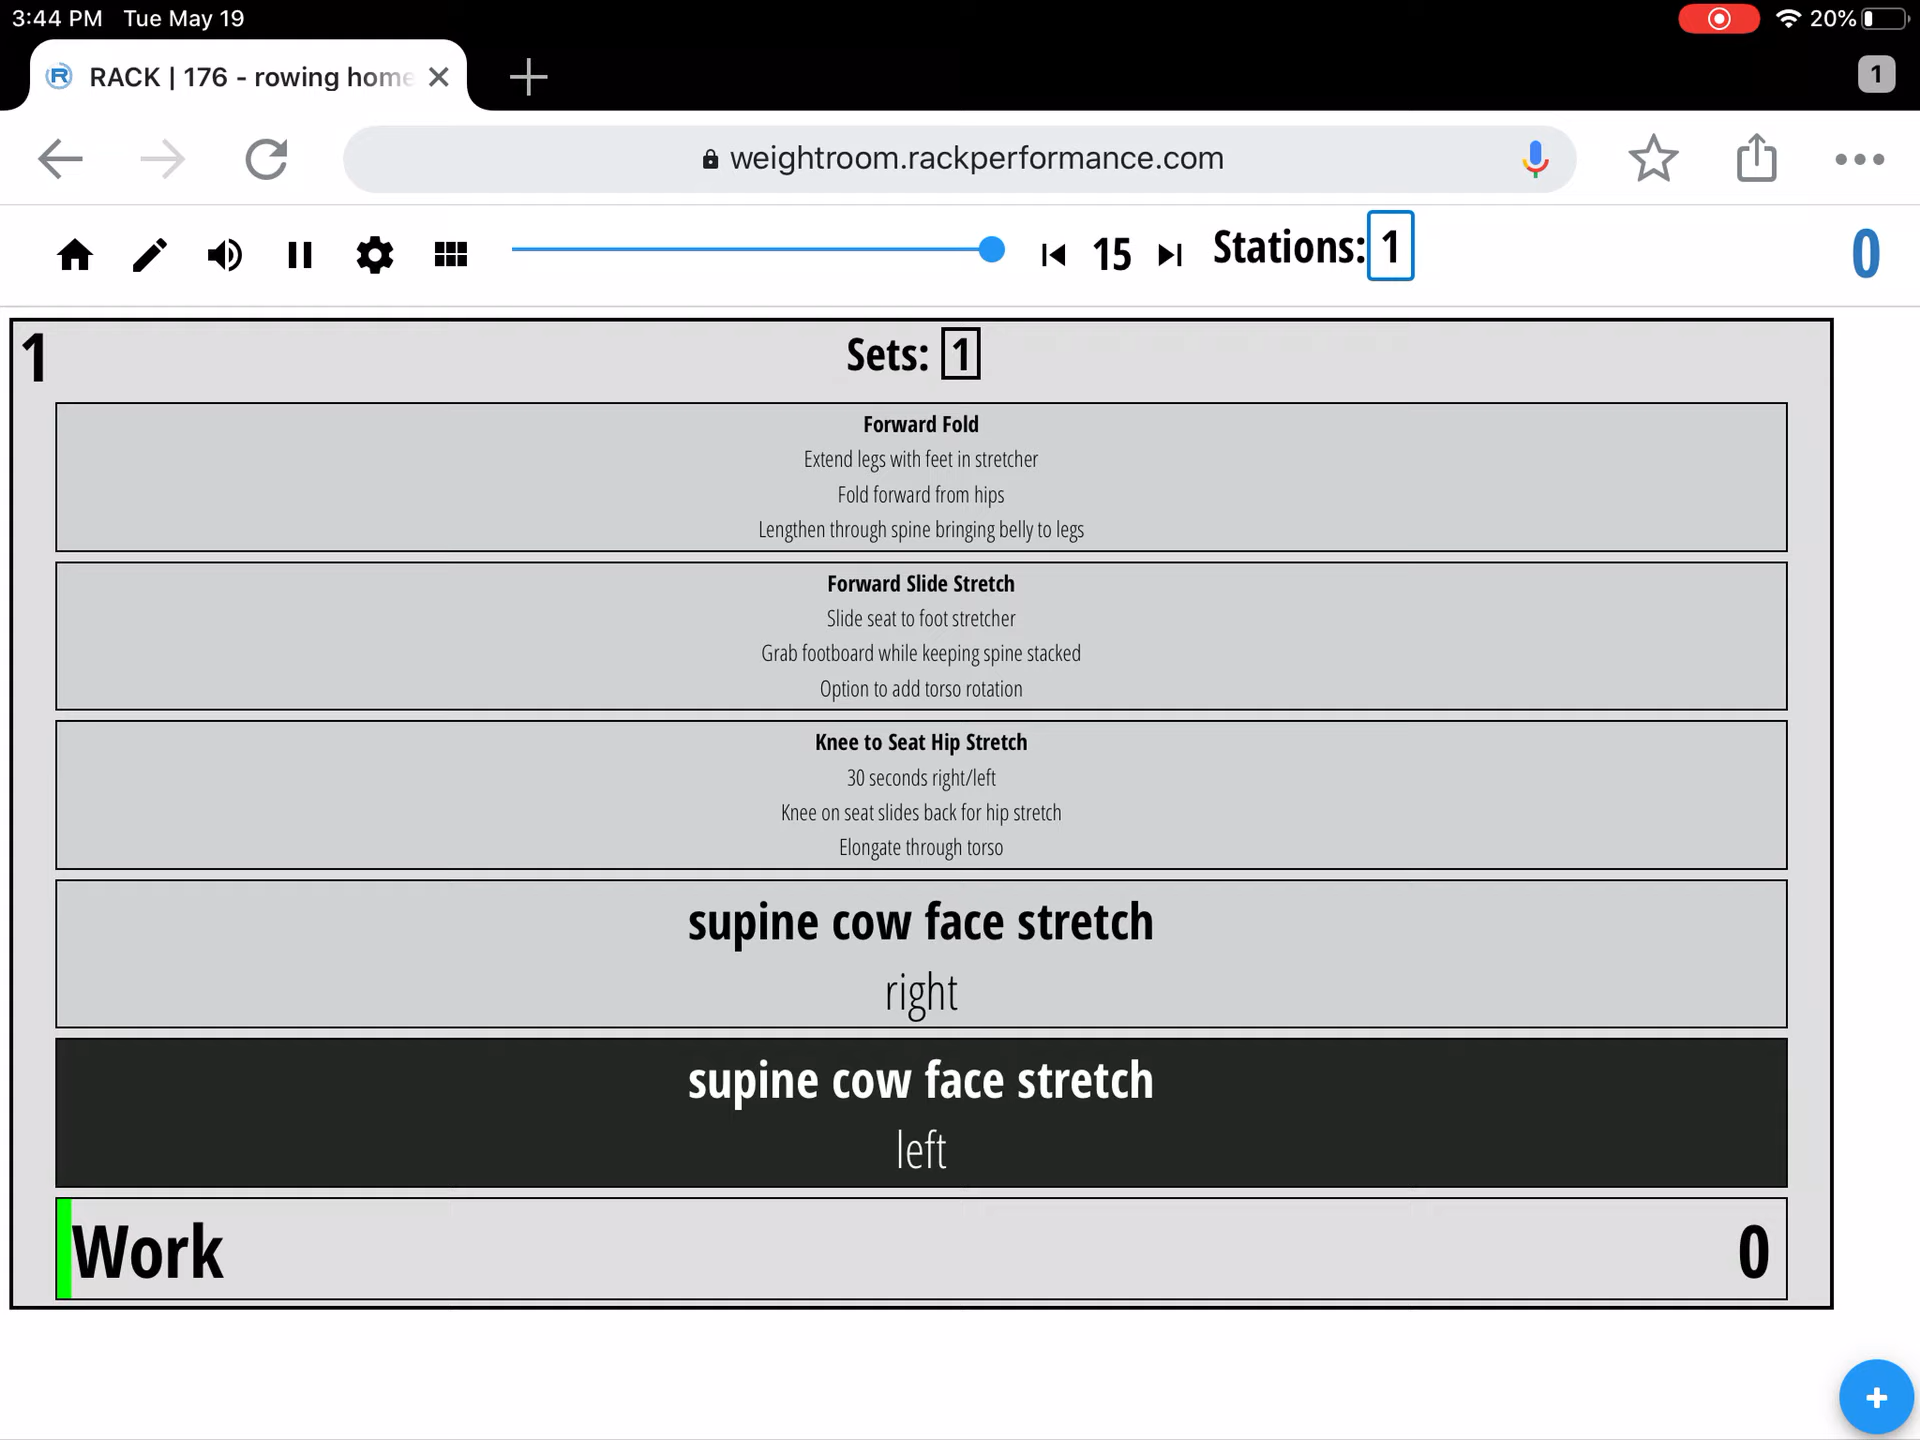 3:44 PM Tue May 19
20%
RACK | 176 - rowing home
1
weightroom.rackperformance.com
15
Stations: 1
0
1
Sets: 1
Forward Fold
Extend legs with feet in stretcher
Fold forward from hips
Lengthen through spine bringing belly to legs
Forward Slide Stretch
Slide seat to foot stretcher
Grab footboard while keeping spine stacked
Option to add torso rotation
Knee to Seat Hip Stretch
30 seconds right/left
Knee on seat slides back for hip stretch
Elongate through torso
supine cow face stretch
right
supine cow face stretch
left
Work 0